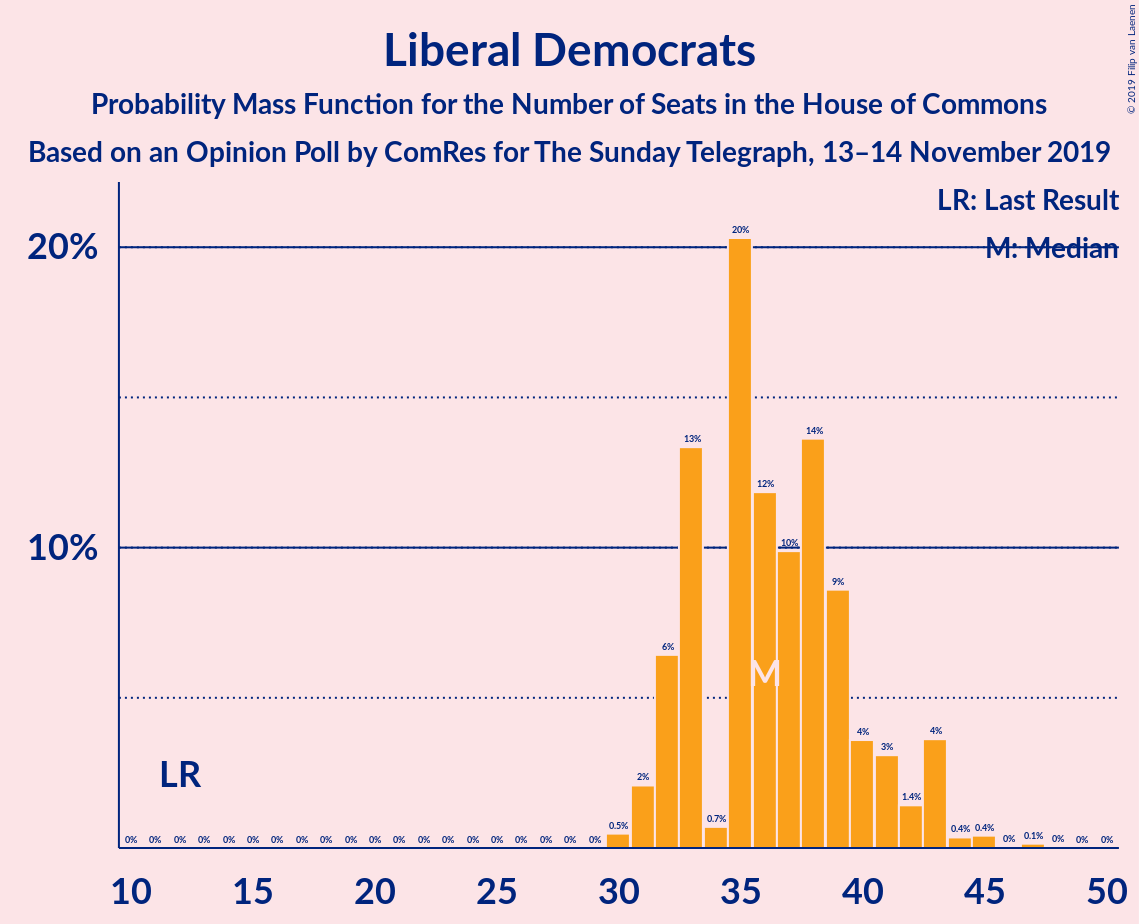 Liberal Democrats
Probability Mass Function for the Number of Seats in the House of Commons
Based on an Opinion Poll by ComRes for The Sunday Telegraph, 13–14 November 2019
© 2019 Filip van Laenen
LR: Last Result
M: Median
20%
10%
20%
14%
13%
12%
10%
9%
6%
M
4% 3% 4%
2%
LR
1.4%
0.5% 0.7% 0.4% 0.4%
0% 0% 0% 0% 0% 0% 0% 0% 0% 0% 0% 0% 0% 0% 0% 0% 0% 0% 0% 0% 0% 0.1% 0% 0% 0%
10 15 20 25 30 35 40 45 50